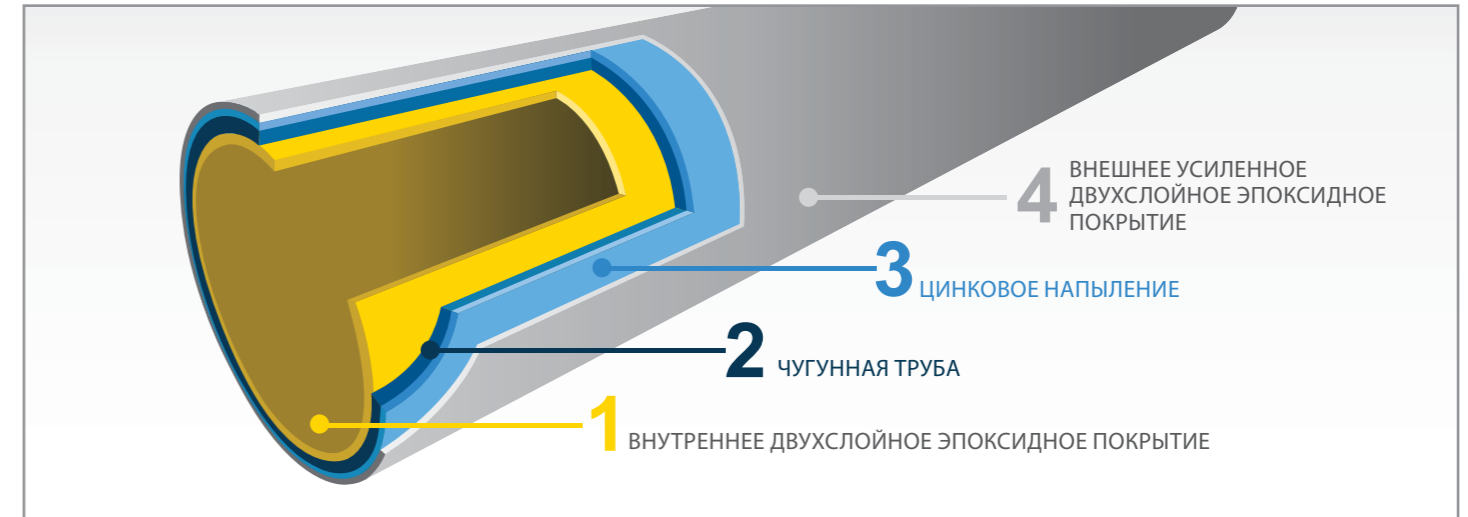 4 ВНЕШНЕЕ УСИЛЕННОЕ
ДВУХСЛОЙНОЕ ЭПОКСИДНОЕ
ПОКРЫТИЕ
3 ЦИНКОВОЕ НАПЫЛЕНИЕ
2 ЧУГУННАЯ ТРУБА
1 ВНУТРЕННЕЕ ДВУХСЛОЙНОЕ ЭПОКСИДНОЕ ПОКРЫТИЕ